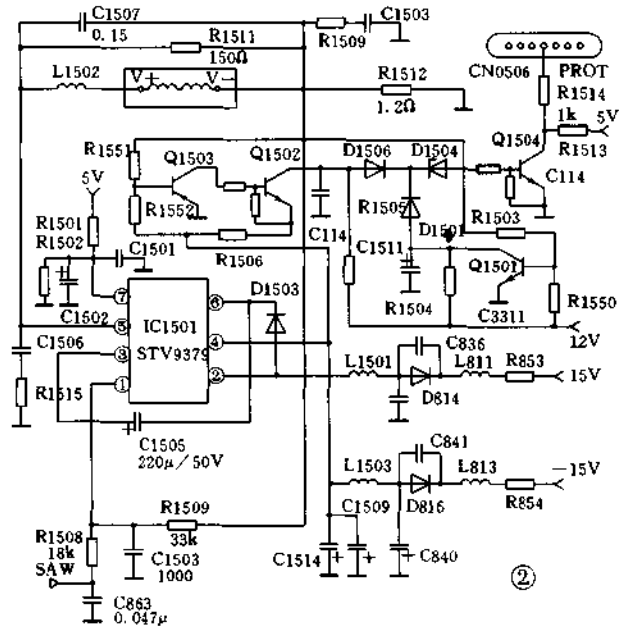 C1507
0.15
R1511
150Ω
R1509
C1503
L1502
V+
V-
R1512
1.2Ω
CN0506
PROT
R1514
1k
5V
R1513
Q1504
C114
R1551
Q1503
Q1502
D1506
D1504
5V
R1552
R1505
R1501
R1502
C1501
R1506
C114
C1511
D1501
R1503
Q1501
D1503
R1504
C3311
R1550
12V
C1502
⑦
⑥
IC1501
STV9379
⑤
④
③
②
①
C1506
R1515
C836
L1501
L811
R853
15V
D814
C1505
220μ/50V
C841
L1503
L813
-15V
D816
R854
R1509
33k
C1509
R1508
18k
SAW
C1503
1000
C1514
C840
C863
0.047μ
②